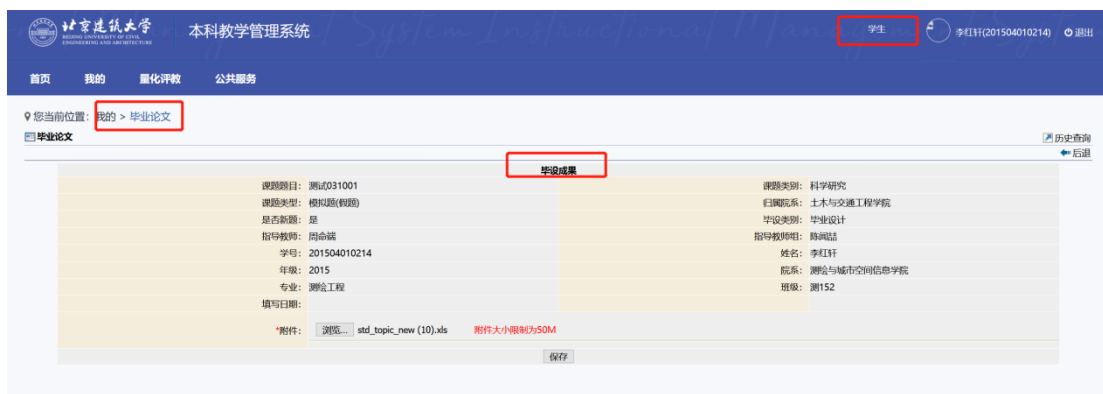 北京建筑大学 本科教学管理系统 学生 李红轩(201504010214) 退出
BEIJING UNIVERSITY OF CIVIL
ENGINEERING AND ARCHITECTURE
首页 我的 量化评教 公共服务
您当前位置：我的 > 毕业论文
毕业论文 历史查询
后退
毕设成果
课题题目： 测试031001 课题类别： 科学研究
课题类型： 模拟题(假题) 归属院系： 土木与交通工程学院
是否新题： 是 毕设类别： 毕业设计
指导教师： 周命端 指导教师组： 陈闻喆
学号： 201504010214 姓名： 李红轩
年级： 2015 院系： 测绘与城市空间信息学院
专业： 测绘工程 班级： 测152
填写日期：
*附件： 浏览... std_topic_new (10).xls 附件大小限制为50M
保存